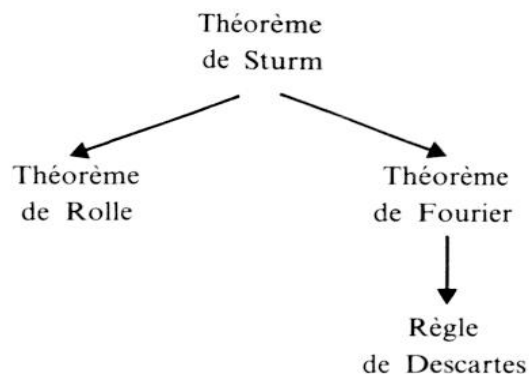 Théorème
de Sturm
Théorème
de Rolle
Théorème
de Fourier
Règle
de Descartes